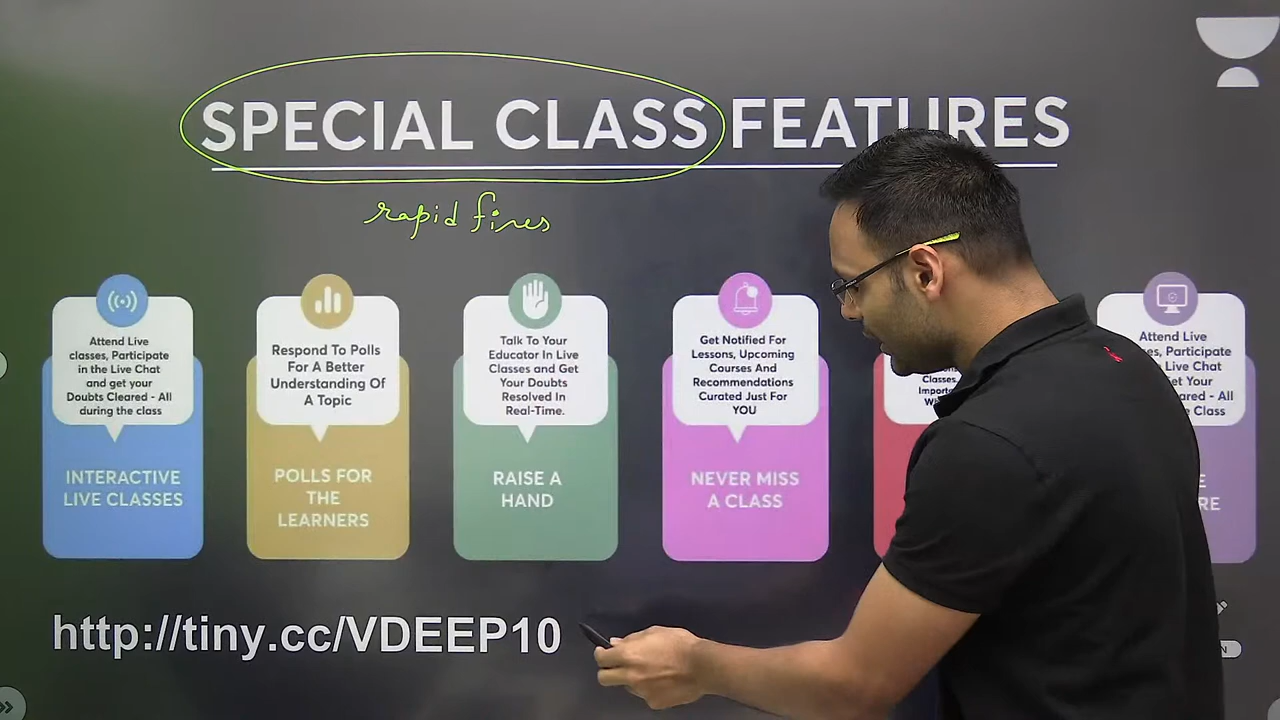 SPECIAL CLASS FEATURES
rapid fires
Attend Live
classes, Participate
in the Live Chat
and get your
Doubts Cleared - All
during the class
INTERACTIVE
LIVE CLASSES
Respond To Polls
For A Better
Understanding Of
A Topic
POLLS FOR
THE
LEARNERS
Talk To Your
Educator In Live
Classes and Get
Your Doubts
Resolved In
Real-Time.
RAISE A
HAND
Get Notified For
Lessons, Upcoming
Courses And
Recommendations
Curated Just For
YOU
NEVER MISS
A CLASS
Classes.
Attend Live
Participate
Live Chat
All
Class
http://tiny.cc/VDEEP10